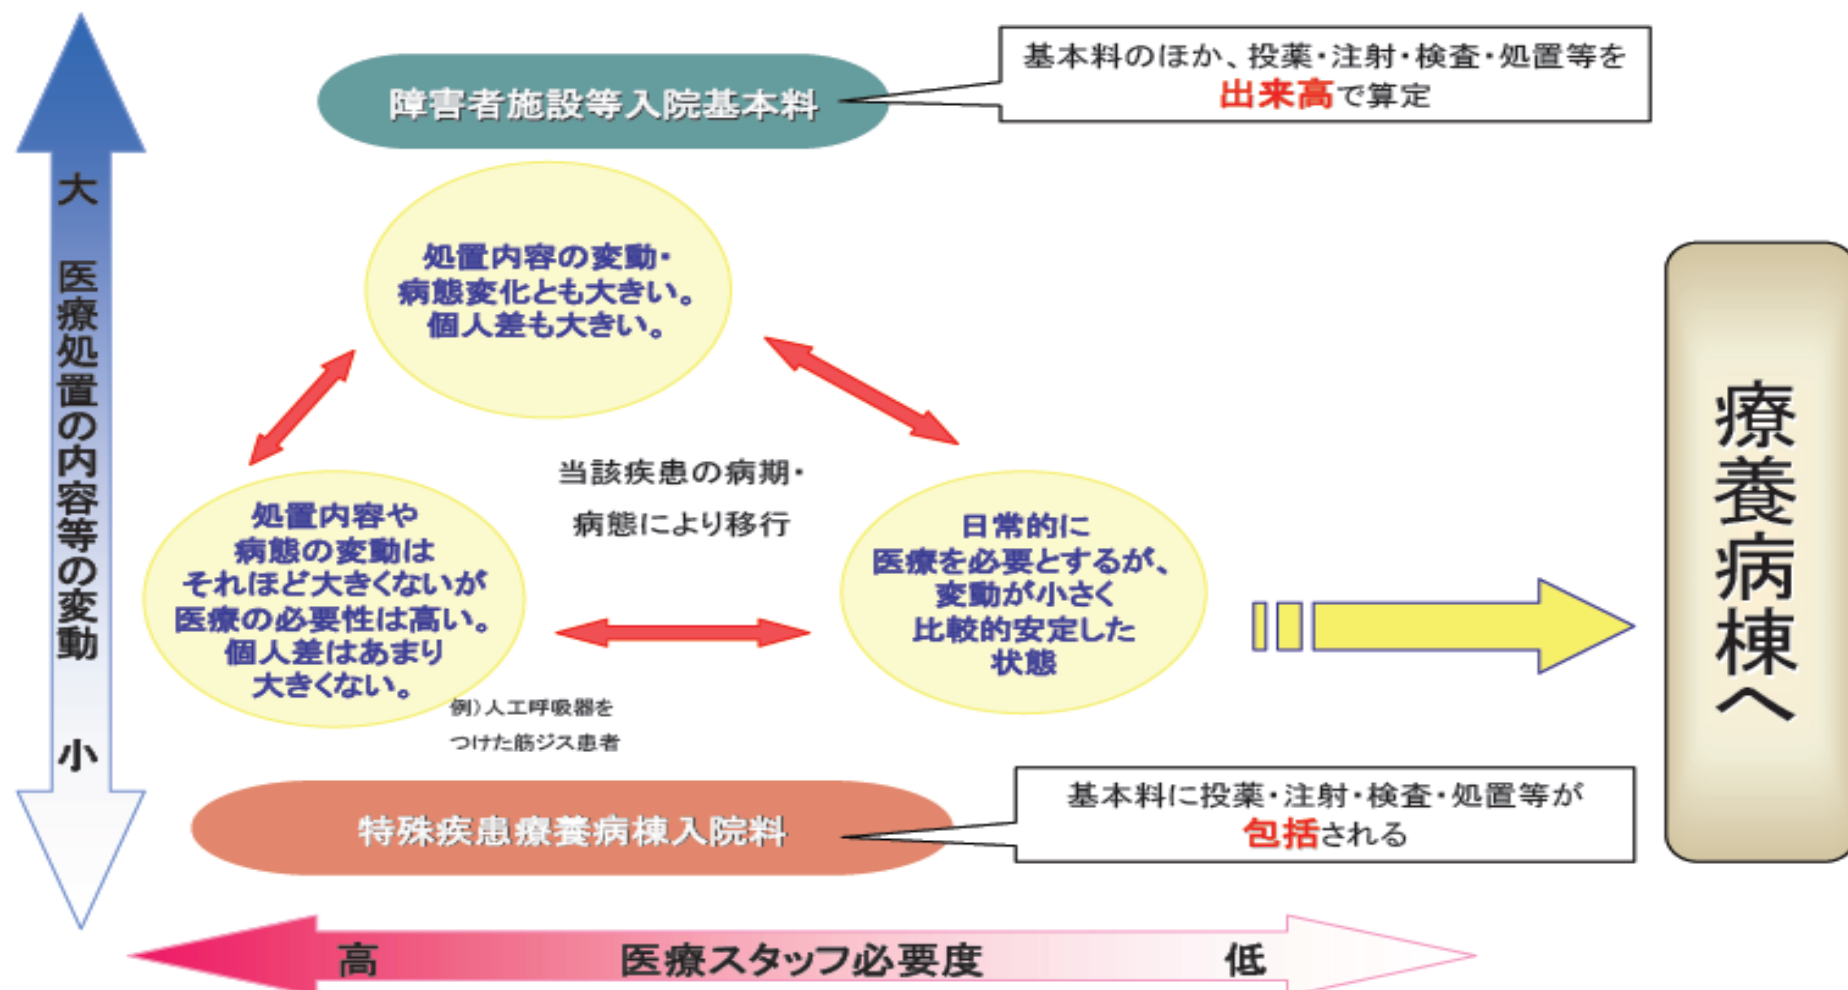 基本料のほか、投薬・注射・検査・処置等を
出来高で算定
障害者施設等入院基本料
大 医療処置の内容等の変動 小
処置内容の変動・
病態変化とも大きい。
個人差も大きい。
当該疾患の病期・
病態により移行
処置内容や
病態の変動は
それほど大きくないが
医療の必要性は高い。
個人差はあまり
大きくない。
例)人工呼吸器を
つけた筋ジス患者
日常的に
医療を必要とするが、
変動が小さく
比較的安定した
状態
療養病棟へ
特殊疾患療養病棟入院料
基本料に投薬・注射・検査・処置等が
包括される
高 医療スタッフ必要度 低